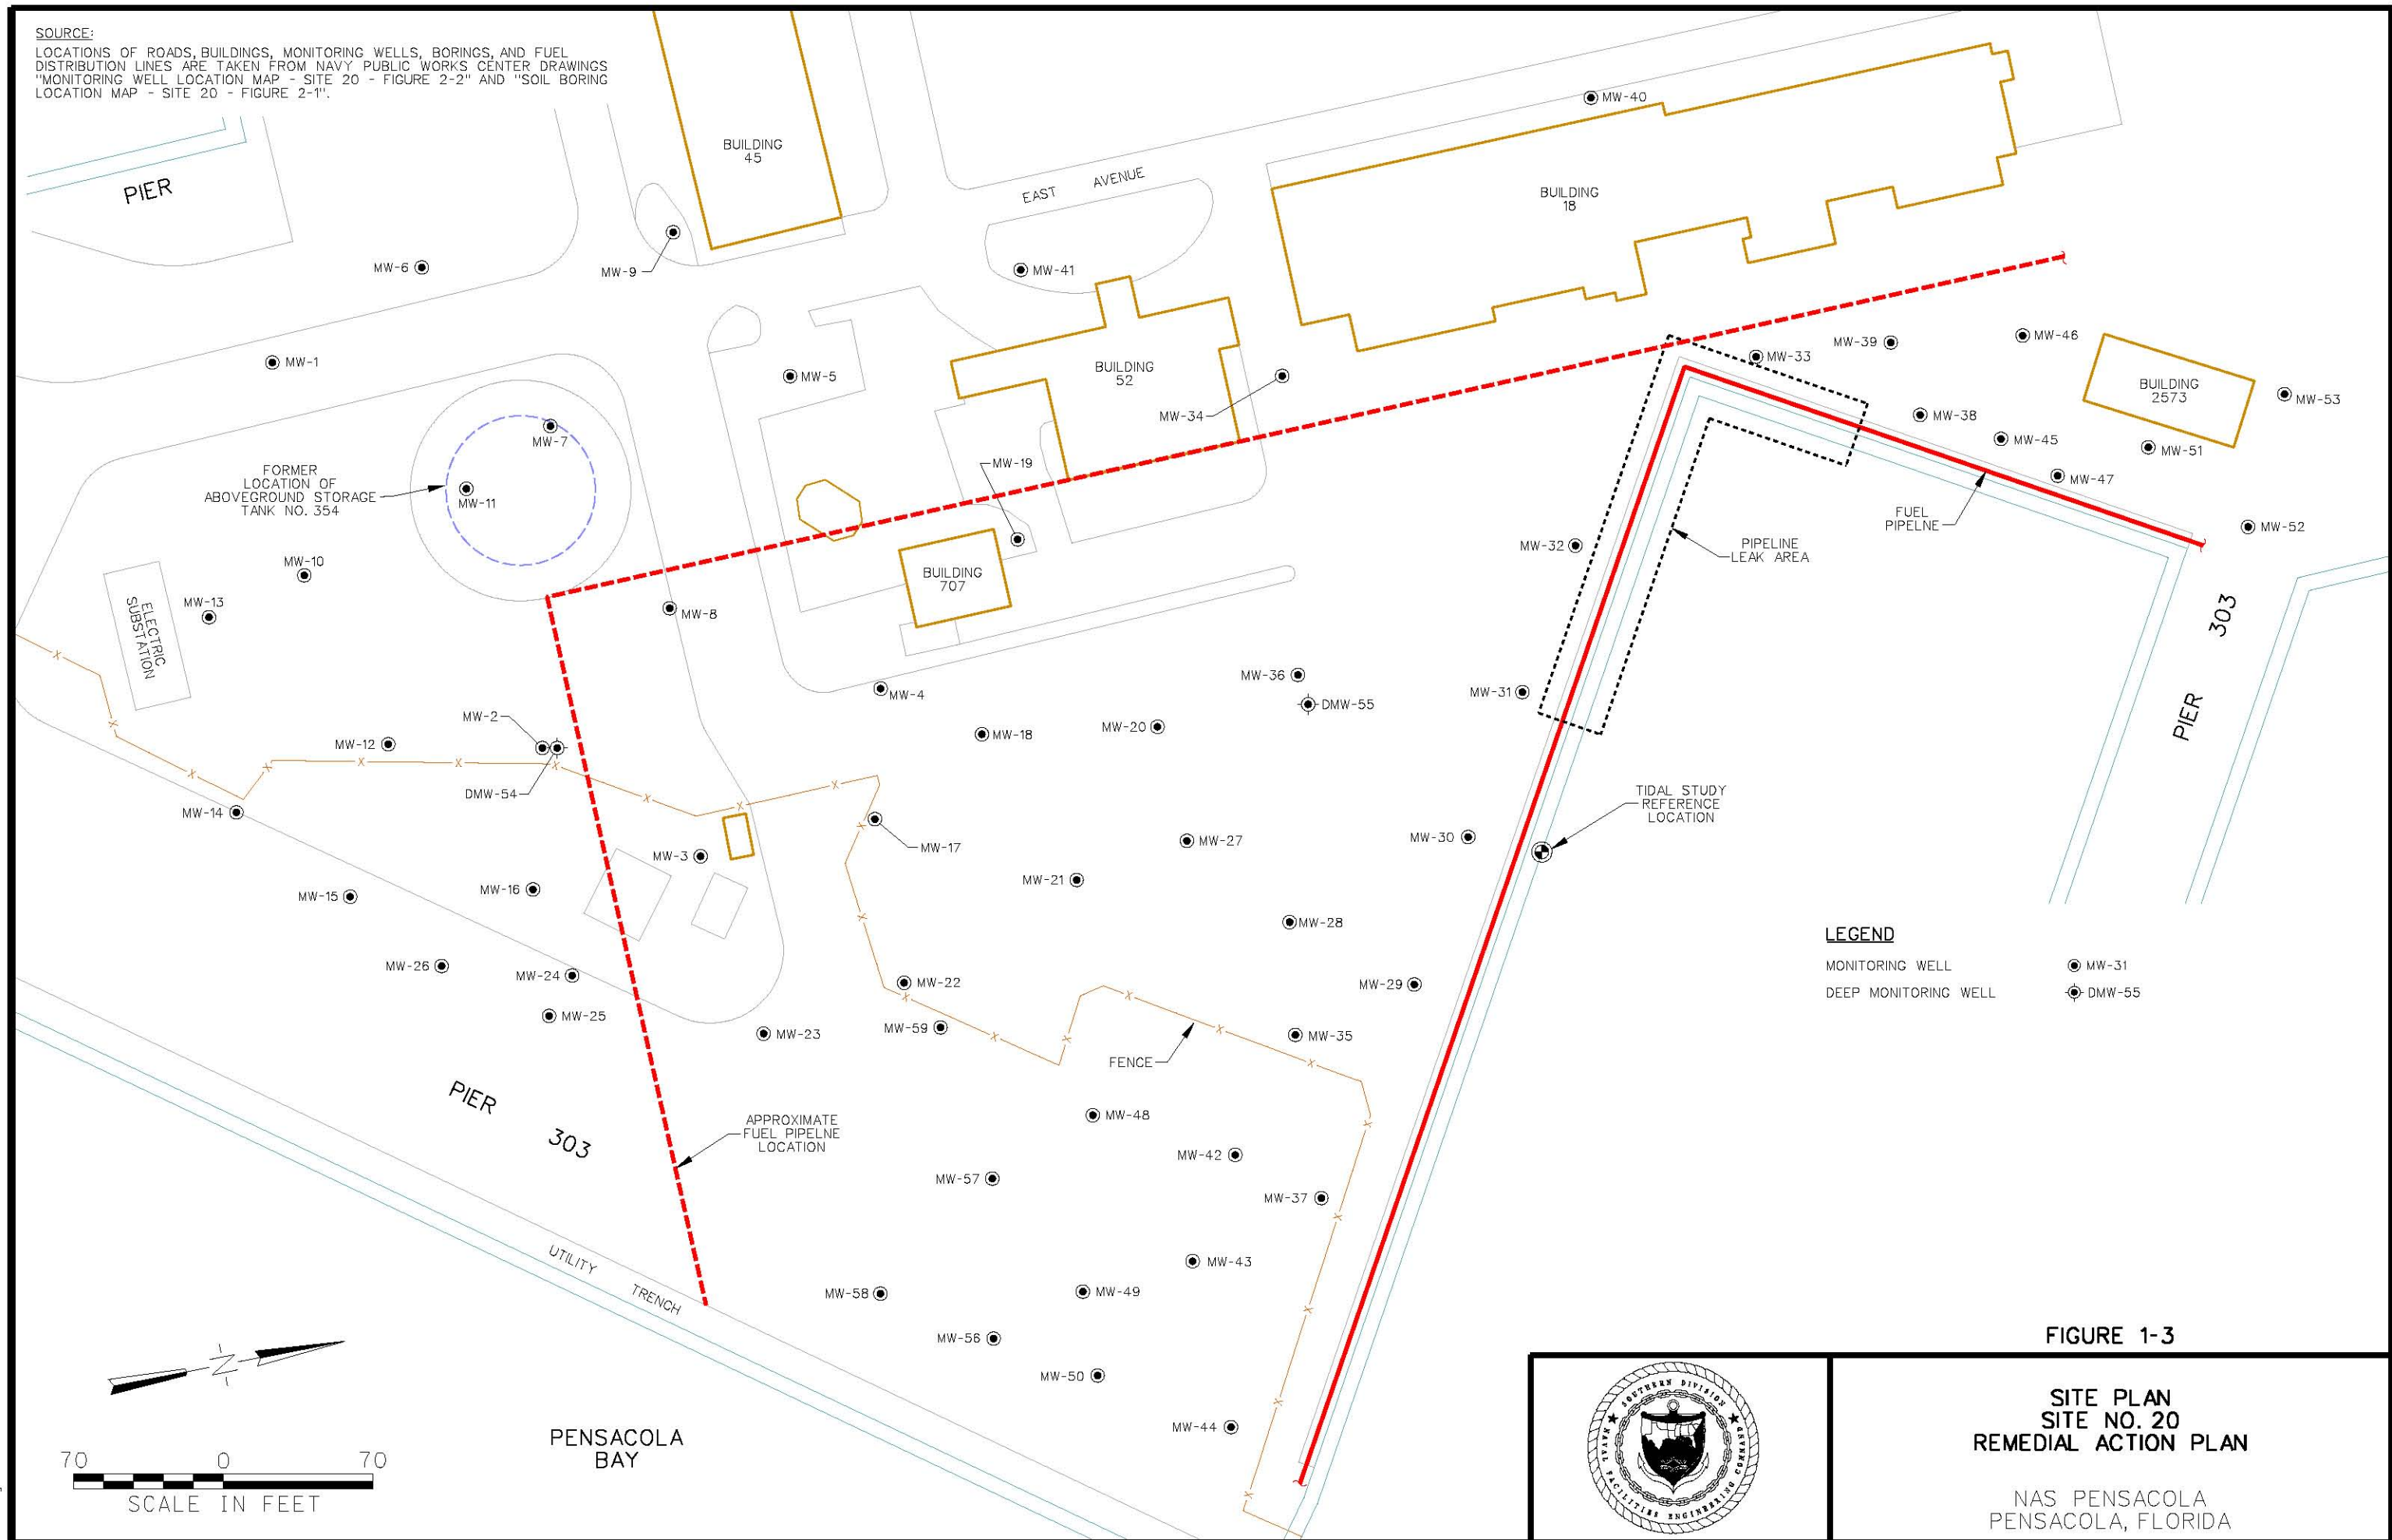 SOURCE:
LOCATIONS OF ROADS, BUILDINGS, MONITORING WELLS, BORINGS, AND FUEL
DISTRIBUTION LINES ARE TAKEN FROM NAVY PUBLIC WORKS CENTER DRAWINGS
"MONITORING WELL LOCATION MAP - SITE 20 - FIGURE 2-2" AND "SOIL BORING
LOCATION MAP - SITE 20 - FIGURE 2-1".
PIER
BUILDING
45
MW-40
EAST AVENUE
BUILDING
18
MW-6
MW-9
MW-41
MW-1
MW-5
BUILDING
52
MW-34
MW-33
MW-39
MW-46
BUILDING
2573
MW-53
MW-38
MW-45
MW-51
MW-47
MW-52
MW-7
FORMER
LOCATION OF
ABOVEGROUND STORAGE
TANK NO. 354
MW-11
MW-19
FUEL
PIPELNE
PIPELINE
LEAK AREA
MW-32
MW-10
MW-13
ELECTRIC
SUBSTATION
BUILDING
707
MW-8
PIER 303
MW-36
DMW-55
MW-31
MW-4
MW-20
MW-18
MW-2
MW-12
DMW-54
MW-14
TIDAL STUDY
REFERENCE
LOCATION
MW-30
MW-27
MW-17
MW-3
MW-21
MW-16
MW-15
MW-28
MW-26
MW-24
MW-22
MW-29
MW-25
MW-23
MW-59
MW-35
FENCE
LEGEND
MONITORING WELL MW-31
DEEP MONITORING WELL DMW-55
PIER 303
APPROXIMATE
FUEL PIPELNE
LOCATION
MW-48
MW-42
MW-57
MW-37
MW-43
UTILITY TRENCH
MW-58
MW-49
MW-56
MW-50
MW-44
N
PENSACOLA
BAY
70 0 70
SCALE IN FEET
FIGURE 1-3
SOUTHERN DIVISION
NAVAL FACILITIES ENGINEERING COMMAND
SITE PLAN
SITE NO. 20
REMEDIAL ACTION PLAN
NAS PENSACOLA
PENSACOLA, FLORIDA